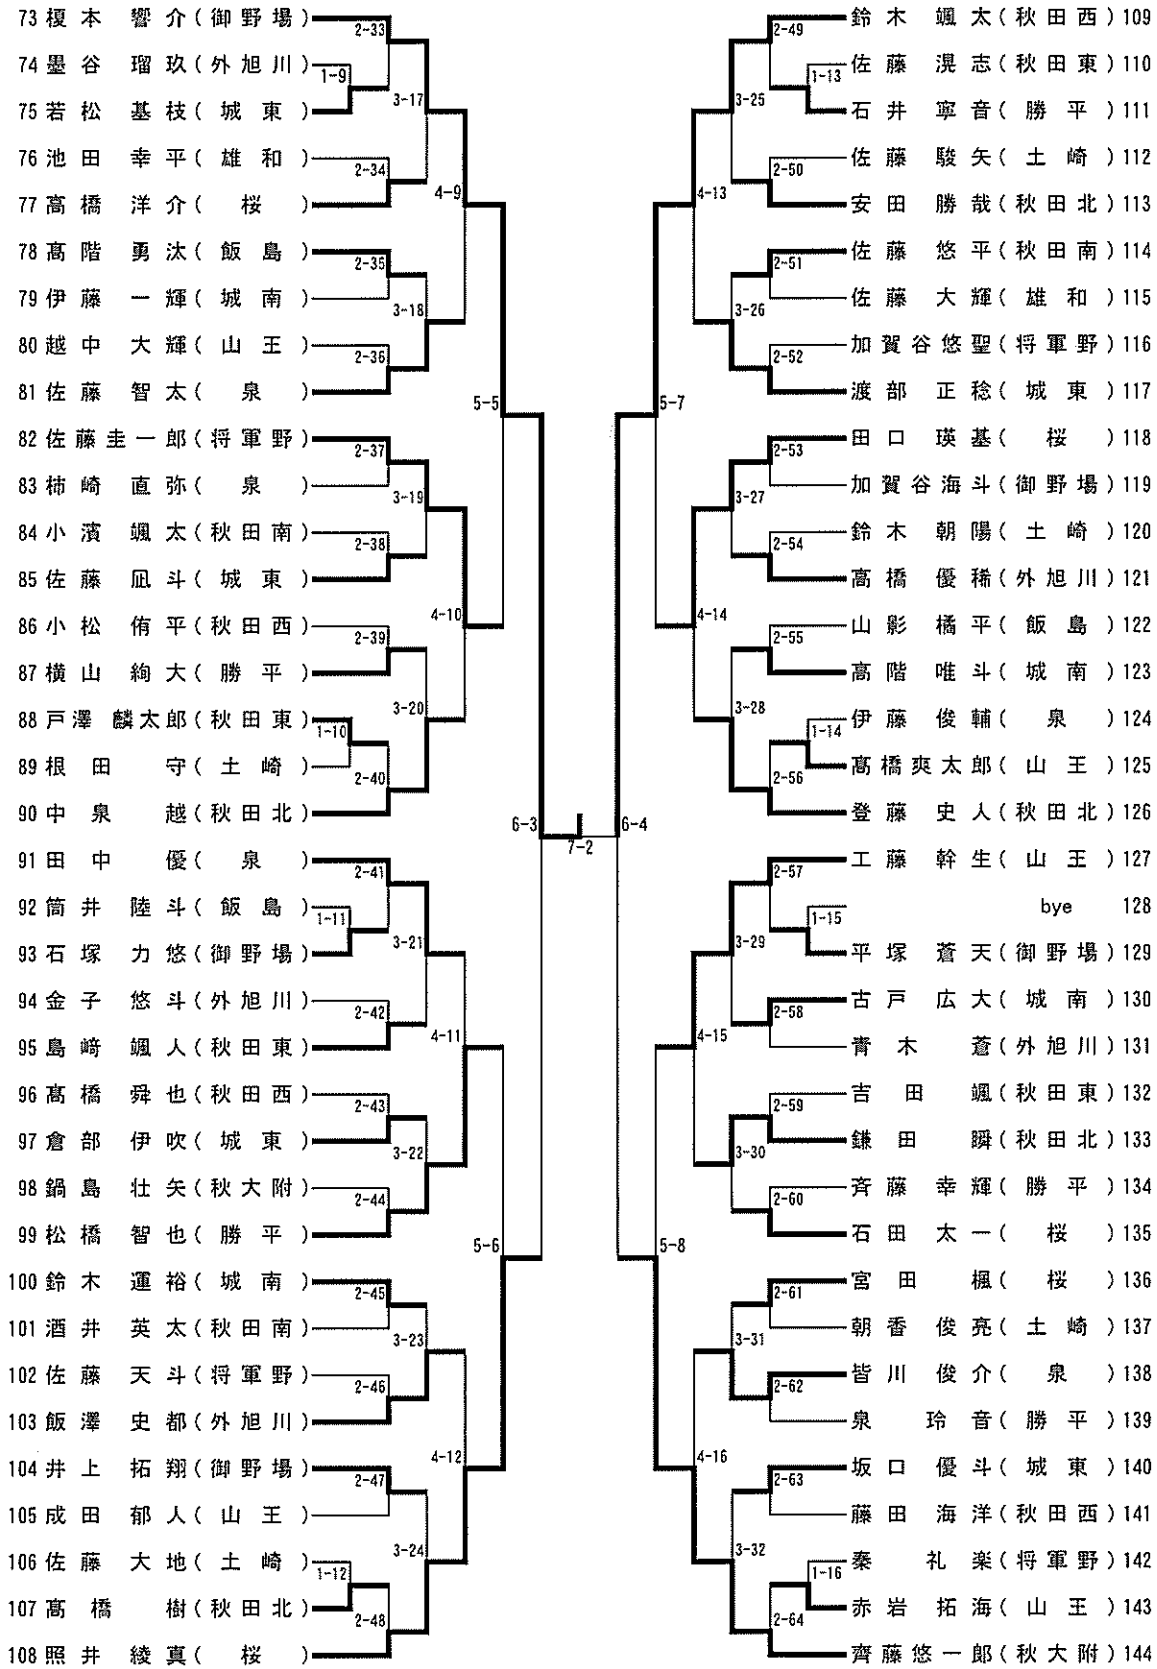 73 榎本 響介 (御野場)
74 墨谷 瑠玖 (外旭川)
75 若松 基枝 (城東)
76 池田 幸平 (雄和)
77 高橋 洋介 (桜)
78 髙階 勇汰 (飯島)
79 伊藤 一輝 (城南)
80 越中 大輝 (山王)
81 佐藤 智太 (泉)
82 佐藤圭一郎 (将軍野)
83 柿崎 直弥 (泉)
84 小濱 颯太 (秋田南)
85 佐藤 凪斗 (城東)
86 小松 侑平 (秋田西)
87 横山 絢大 (勝平)
88 戸澤 麟太郎 (秋田東)
89 根田 守 (土崎)
90 中泉 越 (秋田北)
91 田中 優 (泉)
92 筒井 陸斗 (飯島)
93 石塚 力悠 (御野場)
94 金子 悠斗 (外旭川)
95 島﨑 颯人 (秋田東)
96 髙橋 舜也 (秋田西)
97 倉部 伊吹 (城東)
98 鍋島 壮矢 (秋大附)
99 松橋 智也 (勝平)
100 鈴木 運裕 (城南)
101 酒井 英太 (秋田南)
102 佐藤 天斗 (将軍野)
103 飯澤 史都 (外旭川)
104 井上 拓翔 (御野場)
105 成田 郁人 (山王)
106 佐藤 大地 (土崎)
107 髙橋 樹 (秋田北)
108 照井 綾真 (桜)
2-33
1-9
3-17
2-34
4-9
2-35
3-18
2-36
5-5
2-37
3-19
2-38
4-10
2-39
3-20
1-10
2-40
6-3
2-41
1-11
3-21
2-42
4-11
2-43
3-22
2-44
5-6
2-45
3-23
2-46
4-12
2-47
3-24
1-12
2-48
7-2
2-49
1-13
3-25
2-50
4-13
2-51
3-26
2-52
5-7
2-53
3-27
2-54
4-14
2-55
3-28
1-14
2-56
6-4
2-57
1-15
3-29
2-58
4-15
2-59
3-30
2-60
5-8
2-61
3-31
2-62
4-16
2-63
3-32
1-16
2-64
鈴木 颯太 (秋田西) 109
佐藤 滉志 (秋田東) 110
石井 寧音 (勝平) 111
佐藤 駿矢 (土崎) 112
安田 勝哉 (秋田北) 113
佐藤 悠平 (秋田南) 114
佐藤 大輝 (雄和) 115
加賀谷悠聖 (将軍野) 116
渡部 正稔 (城東) 117
田口 瑛基 (桜) 118
加賀谷海斗 (御野場) 119
鈴木 朝陽 (土崎) 120
高橋 優稀 (外旭川) 121
山影 橘平 (飯島) 122
高階 唯斗 (城南) 123
伊藤 俊輔 (泉) 124
髙橋爽太郎 (山王) 125
登藤 史人 (秋田北) 126
工藤 幹生 (山王) 127
bye 128
平塚 蒼天 (御野場) 129
古戸 広大 (城南) 130
青木 蒼 (外旭川) 131
吉田 颯 (秋田東) 132
鎌田 瞬 (秋田北) 133
斉藤 幸輝 (勝平) 134
石田 太一 (桜) 135
宮田 楓 (桜) 136
朝香 俊亮 (土崎) 137
皆川 俊介 (泉) 138
泉 玲音 (勝平) 139
坂口 優斗 (城東) 140
藤田 海洋 (秋田西) 141
秦 礼楽 (将軍野) 142
赤岩 拓海 (山王) 143
齊藤悠一郎 (秋大附) 144